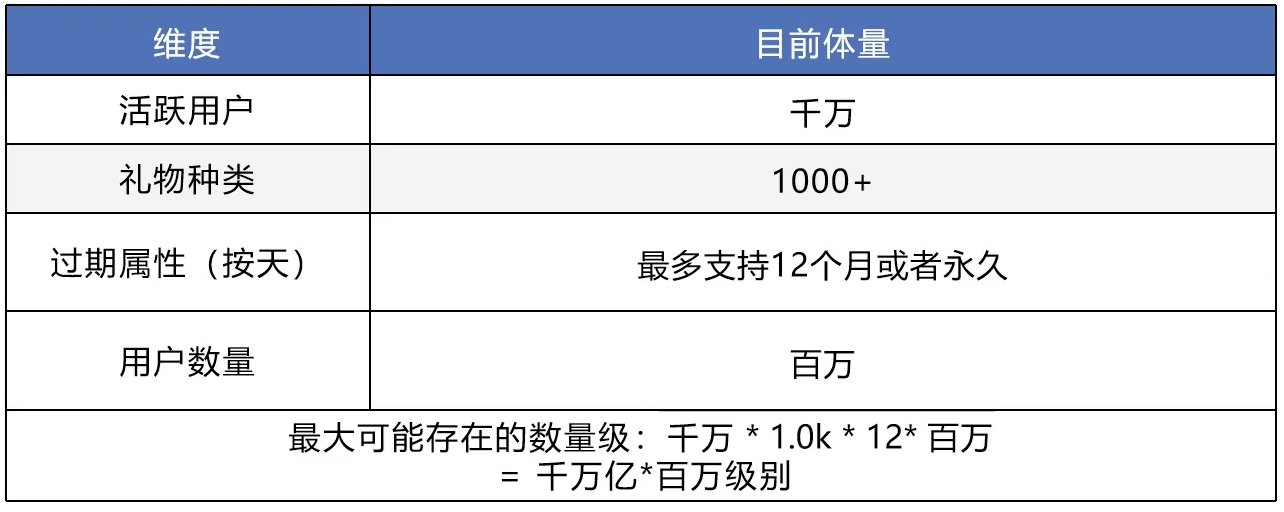 维度 目前体量
活跃用户 千万
礼物种类 1000+
过期属性（按天） 最多支持12个月或者永久
用户数量 百万
最大可能存在的数量级：千万 * 1.0k * 12* 百万
= 千万亿*百万级别